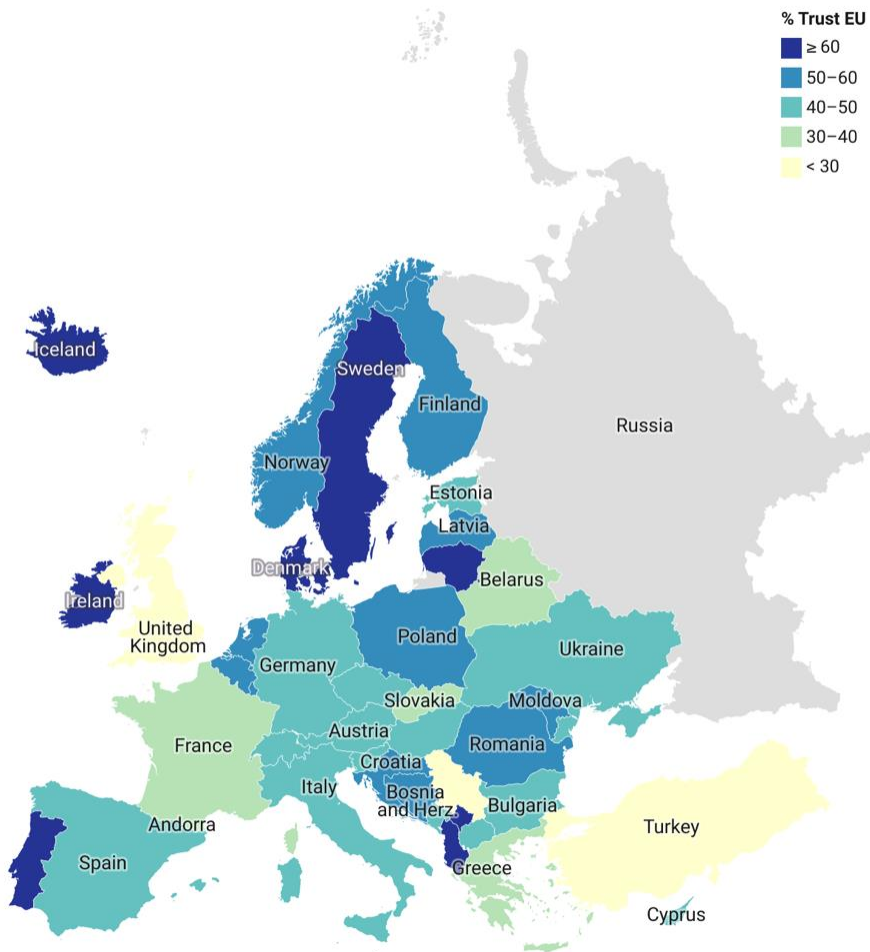 % Trust EU
≥ 60
50–60
40–50
30–40
< 30
Iceland
Sweden
Finland
Russia
Norway
Estonia
Latvia
Denmark
Belarus
Ireland
United
Kingdom
Poland
Ukraine
Germany
Slovakia
Moldova
Austria
France
Romania
Croatia
Italy
Bosnia
and Herz.
Bulgaria
Andorra
Turkey
Spain
Greece
Cyprus